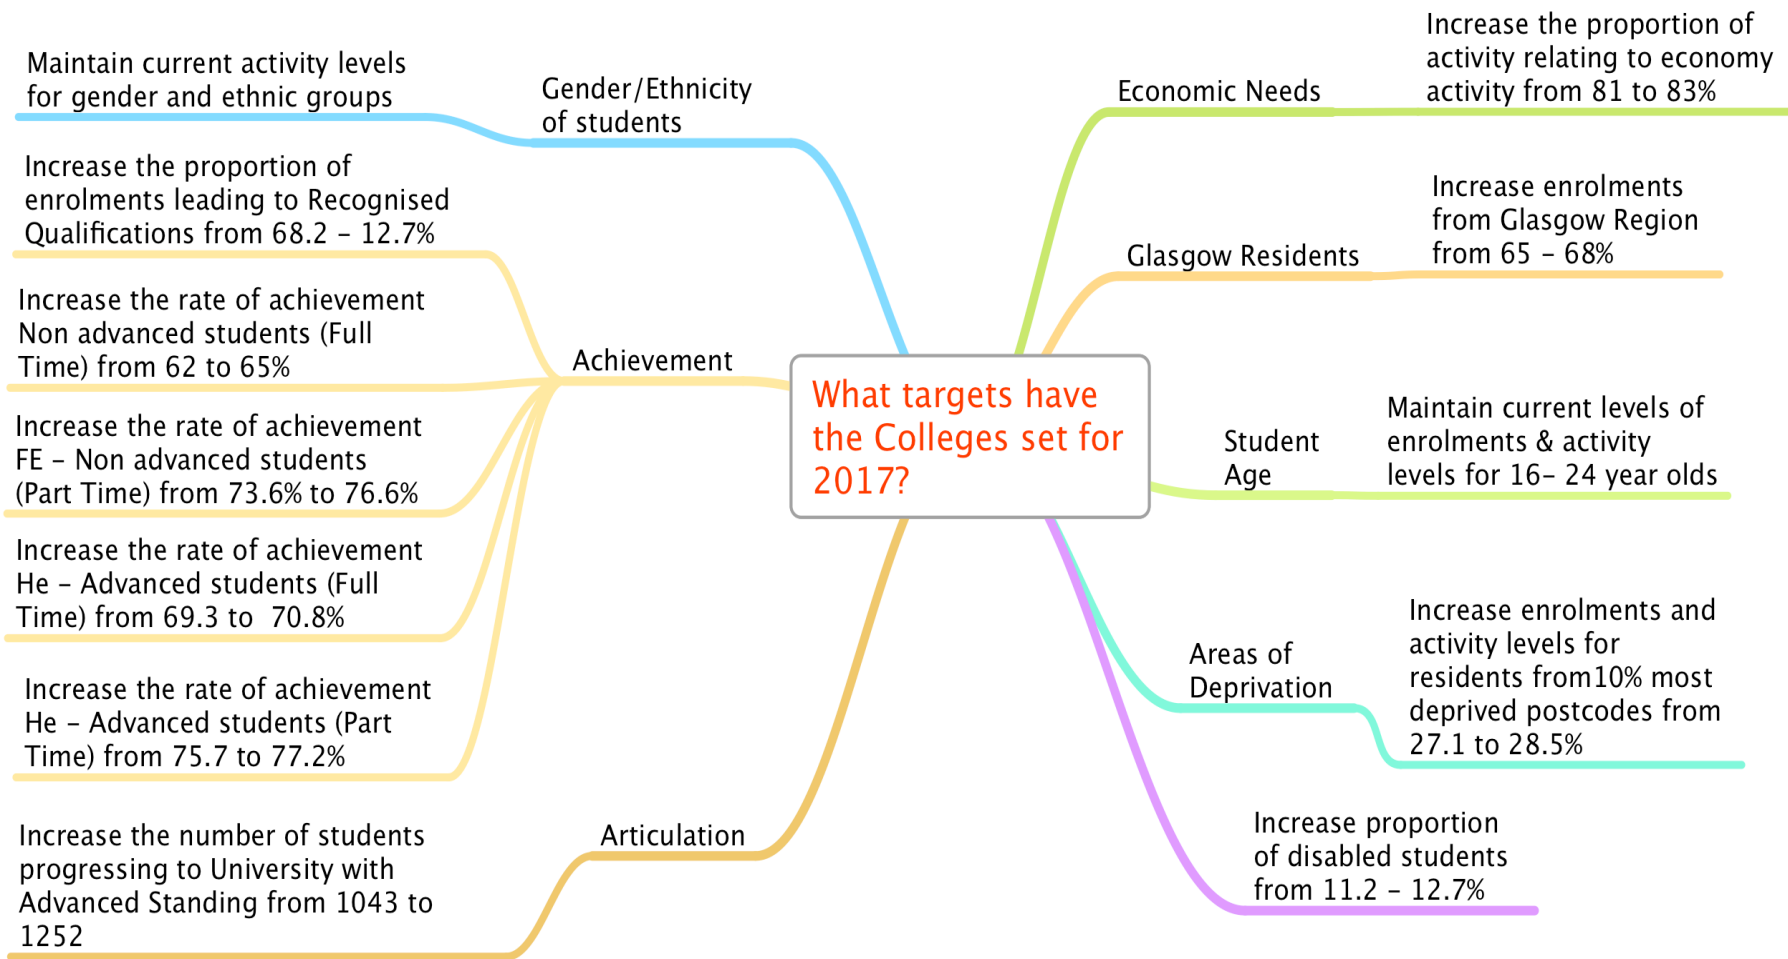 What targets have
the Colleges set for
2017?
Economic Needs
Increase the proportion of
activity relating to economy
activity from 81 to 83%
Glasgow Residents
Increase enrolments
from Glasgow Region
from 65 – 68%
Student
Age
Maintain current levels of
enrolments & activity
levels for 16– 24 year olds
Areas of
Deprivation
Increase enrolments and
activity levels for
residents from10% most
deprived postcodes from
27.1 to 28.5%
Increase proportion
of disabled students
from 11.2 – 12.7%
Gender/Ethnicity
of students
Maintain current activity levels
for gender and ethnic groups
Achievement
Increase the proportion of
enrolments leading to Recognised
Qualifications from 68.2 – 12.7%
Increase the rate of achievement
Non advanced students (Full
Time) from 62 to 65%
Increase the rate of achievement
FE – Non advanced students
(Part Time) from 73.6% to 76.6%
Increase the rate of achievement
He – Advanced students (Full
Time) from 69.3 to  70.8%
Increase the rate of achievement
He – Advanced students (Part
Time) from 75.7 to 77.2%
Articulation
Increase the number of students
progressing to University with
Advanced Standing from 1043 to
1252